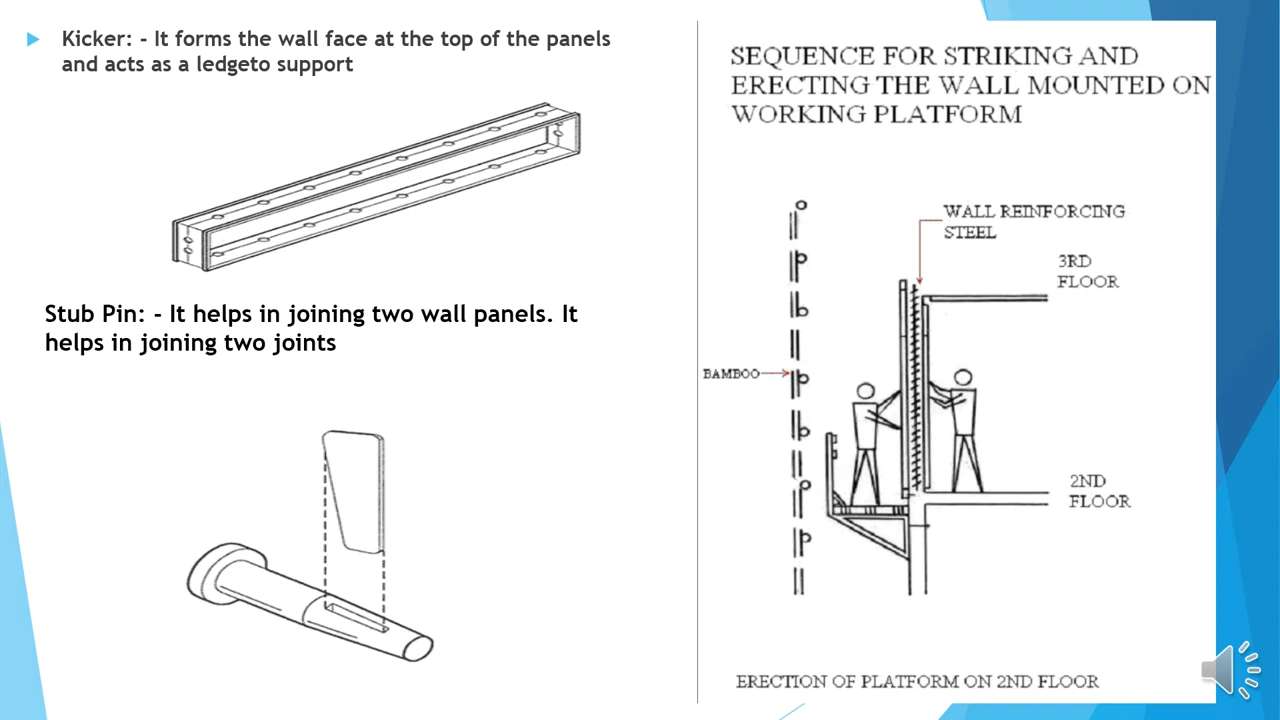 Kicker: - It forms the wall face at the top of the panels
and acts as a ledgeto support
Stub Pin: - It helps in joining two wall panels. It
helps in joining two joints
SEQUENCE FOR STRIKING AND
ERECTING THE WALL MOUNTED ON
WORKING PLATFORM
WALL REINFORCING
STEEL
3RD
FLOOR
BAMBOO
2ND
FLOOR
ERECTION OF PLATFORM ON 2ND FLOOR